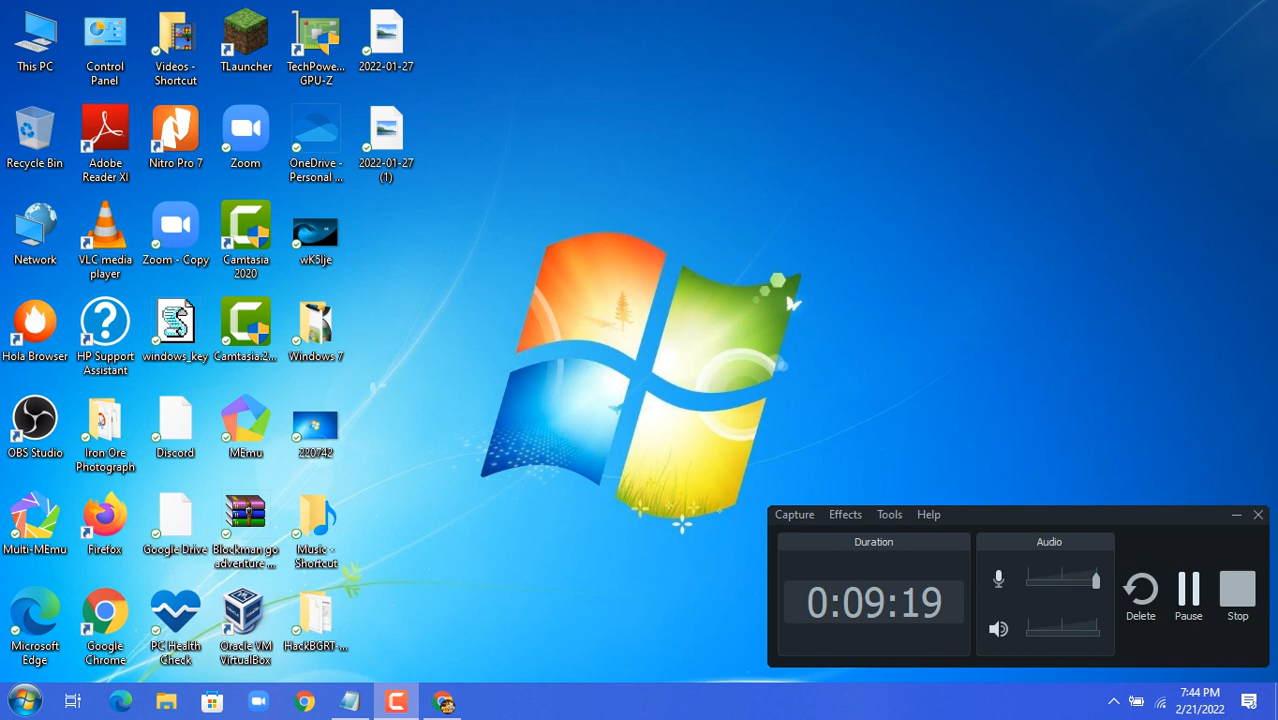 This PC
Control
Panel
Videos -
Shortcut
TLauncher
TechPowe...
GPU-Z
2022-01-27
Recycle Bin
Adobe
Reader XI
Nitro Pro 7
Zoom
OneDrive -
Personal ...
2022-01-27
(1)
Network
VLC media
player
Zoom - Copy
Camtasia
2020
wK5lje
Hola Browser
HP Support
Assistant
windows_key
Camtasia.2...
Windows 7
OBS Studio
Iron Ore
Photograph
Discord
MEmu
220742
Multi-MEmu
Firefox
Google Drive
Blockman go
adventure ...
Music -
Shortcut
Microsoft
Edge
Google
Chrome
PC Health
Check
Oracle VM
VirtualBox
HackBGRT-...
Capture Effects Tools Help
Duration
0:09:19
Audio
Delete
Pause
Stop
7:44 PM
2/21/2022